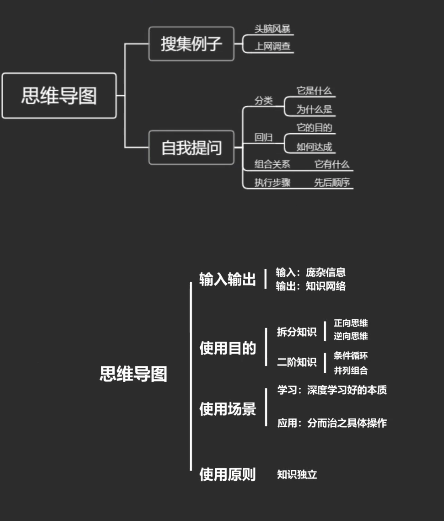 思维导图
搜集例子
头脑风暴
上网调查
自我提问
分类
它是什么
为什么是
回归
它的目的
如何达成
组合关系
它有什么
执行步骤
先后顺序
思维导图
输入输出
输入：庞杂信息
输出：知识网络
使用目的
拆分知识
正向思维
逆向思维
二阶知识
条件循环
并列组合
使用场景
学习：深度学习好的本质
应用：分而治之具体操作
使用原则
知识独立